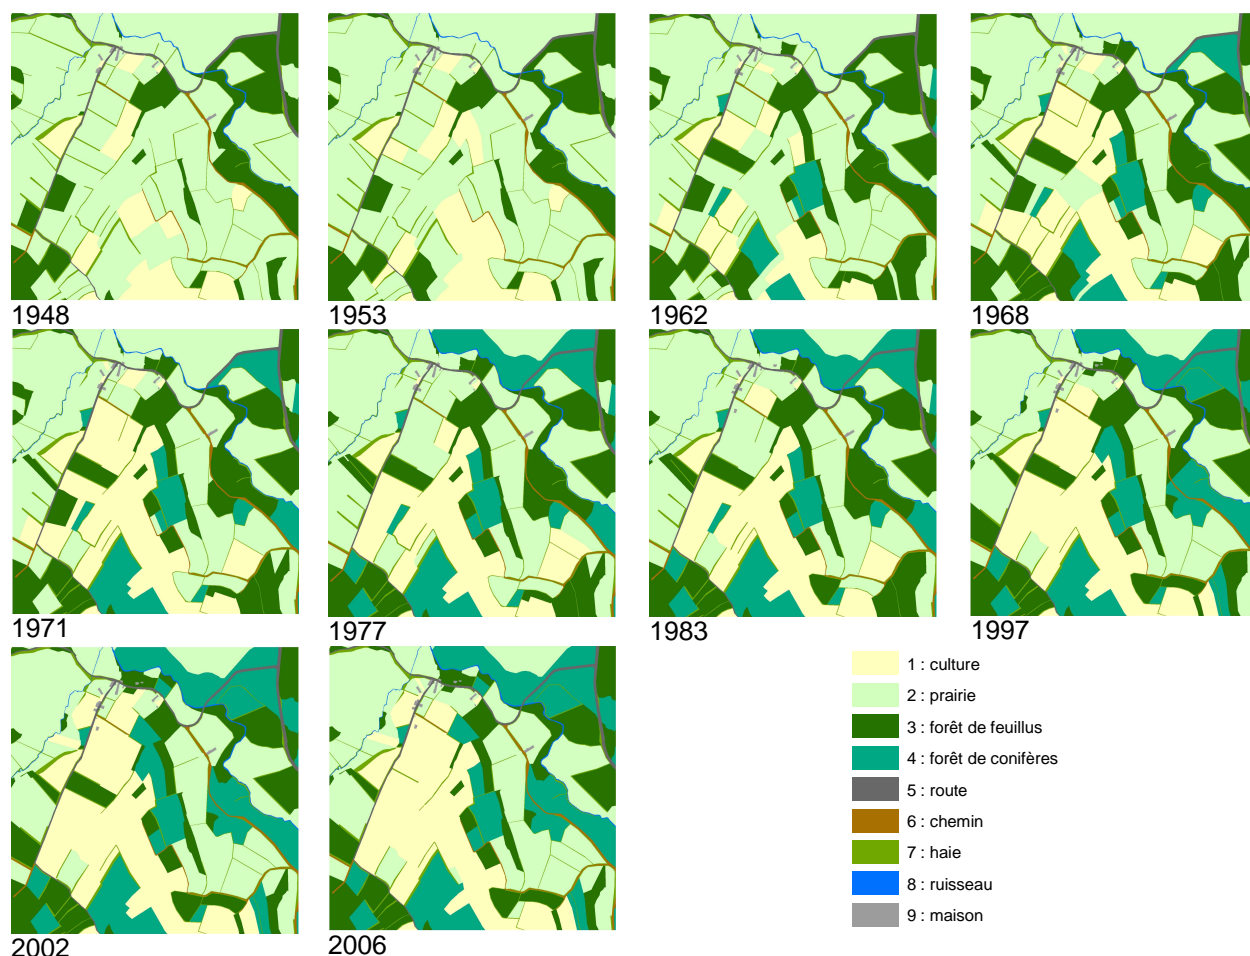 1948
1953
1962
1968
1971
1977
1983
1997
2002
2006
1 : culture
2 : prairie
3 : forêt de feuillus
4 : forêt de conifères
5 : route
6 : chemin
7 : haie
8 : ruisseau
9 : maison